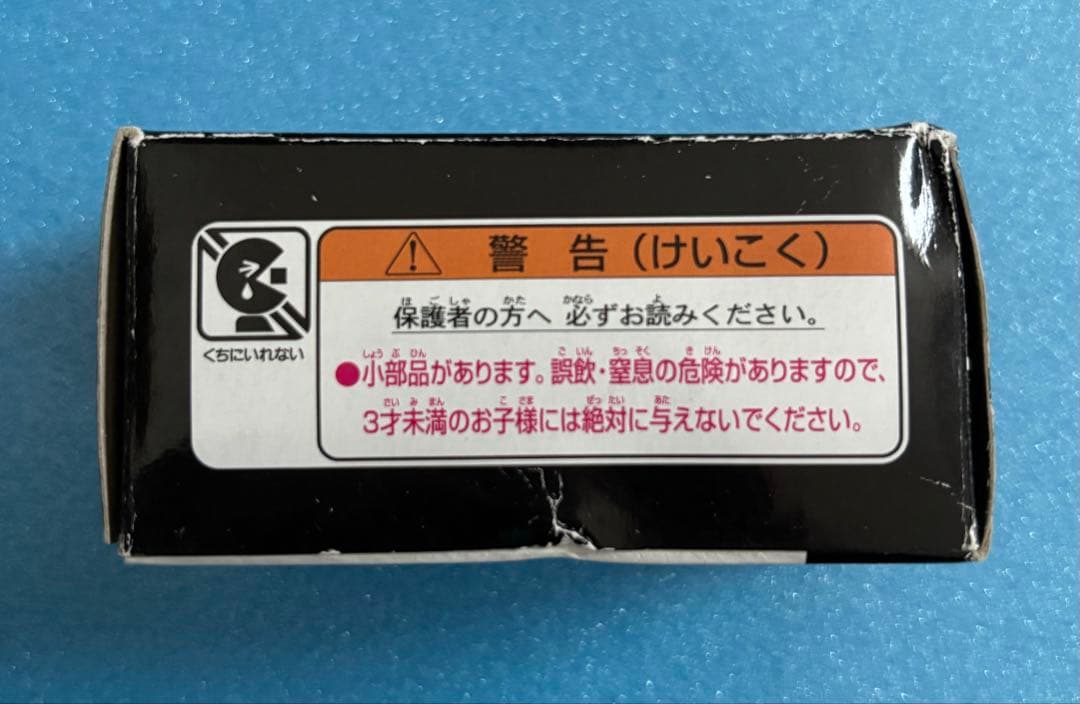 警 告（けいこく）
保護者の方へ 必ずお読みください。
●小部品があります。誤飲・窒息の危険がありますので、
3才未満のお子様には絶対に与えないでください。
くちにいれない